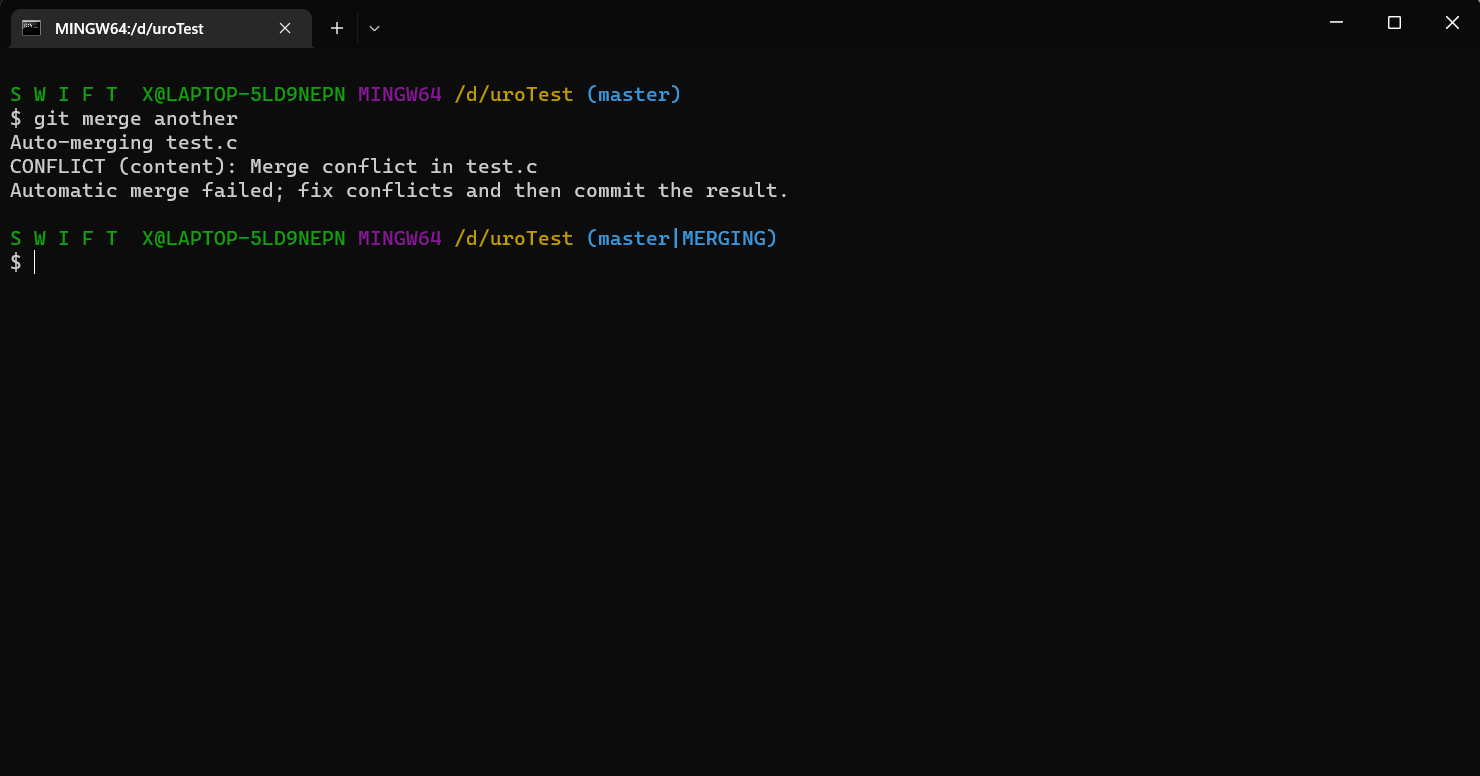 MINGW64:/d/uroTest
S W I F T  X@LAPTOP-5LD9NEPN MINGW64 /d/uroTest (master)
$ git merge another
Auto-merging test.c
CONFLICT (content): Merge conflict in test.c
Automatic merge failed; fix conflicts and then commit the result.
S W I F T  X@LAPTOP-5LD9NEPN MINGW64 /d/uroTest (master|MERGING)
$